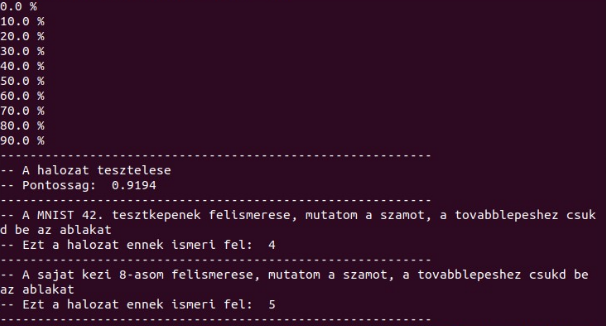 0.0 %
10.0 %
20.0 %
30.0 %
40.0 %
50.0 %
60.0 %
70.0 %
80.0 %
90.0 %
----------------------------------------------------------
-- A halozat tesztelese
-- Pontossag:  0.9194
----------------------------------------------------------
-- A MNIST 42. tesztkepenek felismerese, mutatom a szamot, a tovabblepeshez csuk
d be az ablakat
-- Ezt a halozat ennek ismeri fel:  4
----------------------------------------------------------
-- A sajat kezi 8-asom felismerese, mutatom a szamot, a tovabblepeshez csukd be
az ablakat
-- Ezt a halozat ennek ismeri fel:  5
----------------------------------------------------------